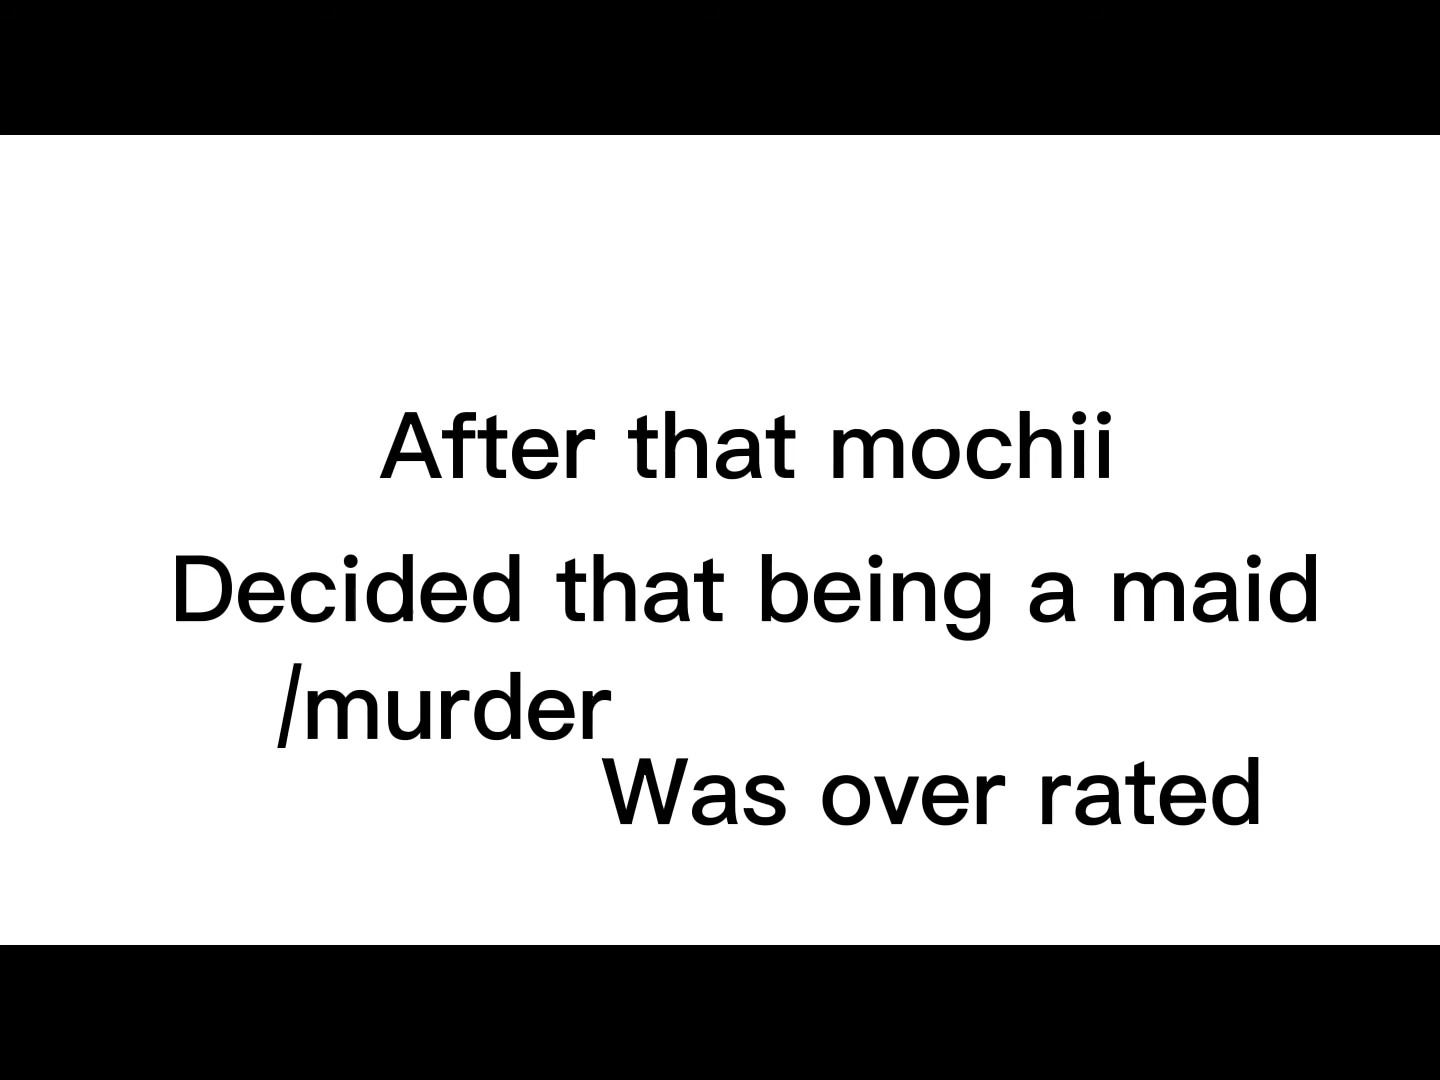 After that mochii
Decided that being a maid
/murder
Was over rated